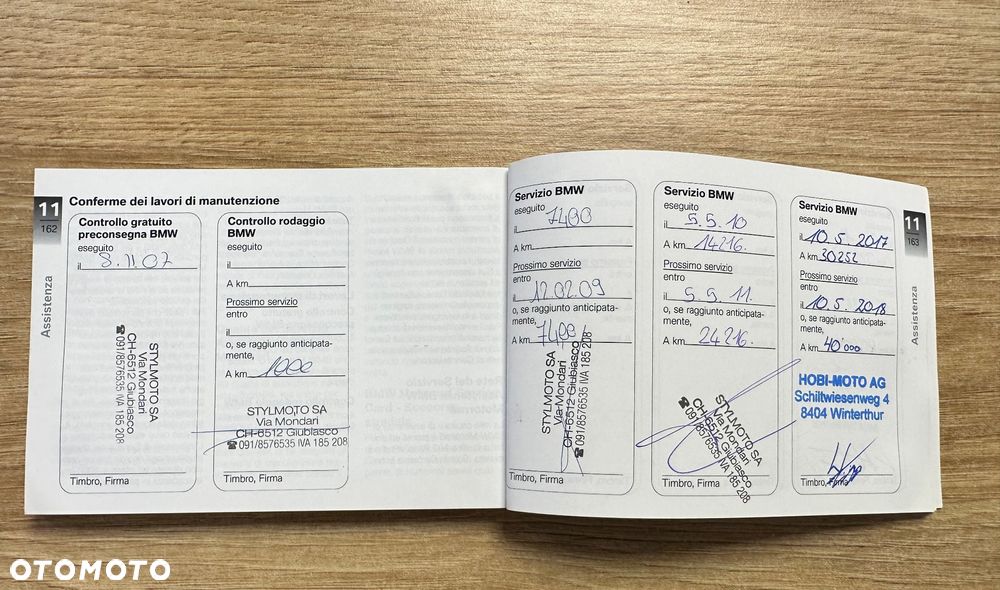 11
162
Assistenza
Conferme dei lavori di manutenzione
Controllo gratuito
preconsegna BMW
eseguito
il 8.11.07
STYLMOTO SA
Via Mondari
CH-6512 Giubiasco
☎ 091/8576535 IVA 185 208
Timbro, Firma
Controllo rodaggio
BMW
eseguito
il
A km
Prossimo servizio
entro
il
o, se raggiunto anticipata-
mente,
A km 1000
STYLMOTO SA
Via Mondari
CH-6512 Giubiasco
☎ 091/8576535 IVA 185 208
Timbro, Firma
Servizio BMW
eseguito
il
A km
Prossimo servizio
entro
il 12.02.09
o, se raggiunto anticipata-
mente,
A km
STYLMOTO SA
Via Mondari
CH-6512 Giubiasco
☎ 091/8576535 IVA 185 208
Timbro, Firma
Servizio BMW
eseguito
il 5.5.10
A km 14216.
Prossimo servizio
entro
il 5.5.11.
o, se raggiunto anticipata-
mente,
A km 24216.
STYLMOTO SA
Via Mondari
CH-6512 Giubiasco
☎ 091/8576535 IVA 185 208
Timbro, Firma
Servizio BMW
eseguito
il 10.5.2017
A km 30252
Prossimo servizio
entro
il 10.5.2018
o, se raggiunto anticipata-
mente,
A km 40'000
HOBI-MOTO AG
Schiltwiesenweg 4
8404 Winterthur
Timbro, Firma
11
163
Assistenza
OTOMOTO